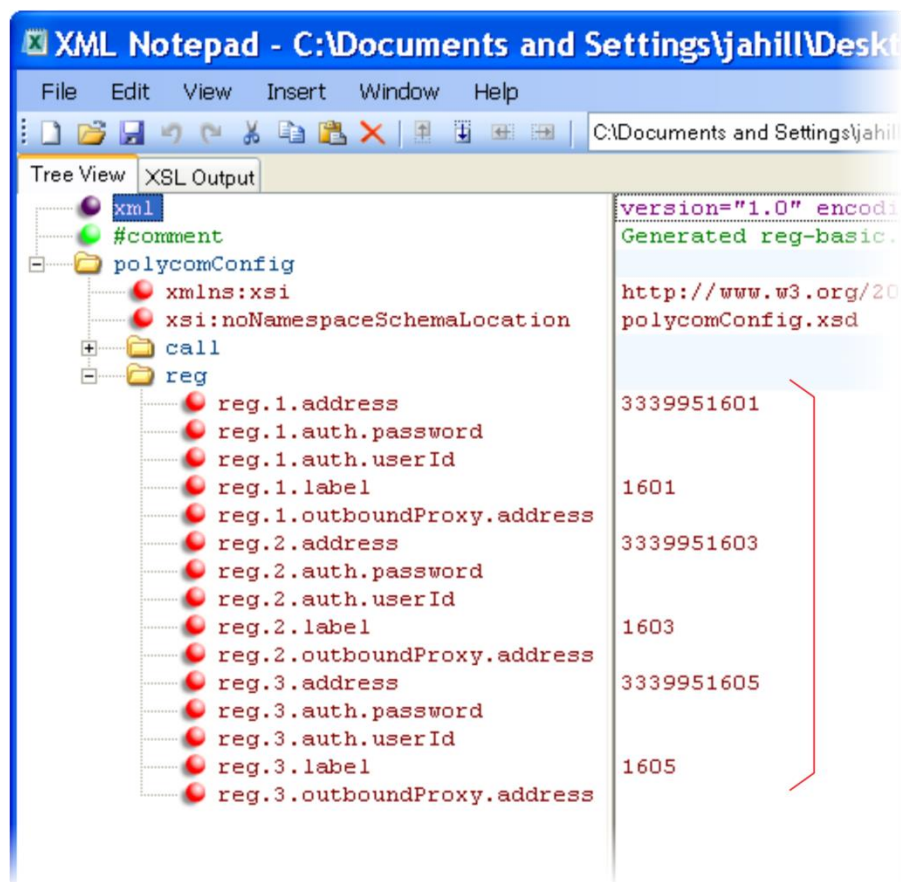 XML Notepad - C:\Documents and Settings\jahill\Deskt
File Edit View Insert Window Help
C:\Documents and Settings\jahill
Tree View XSL Output
xml version="1.0" encodi
#comment Generated reg-basic.
polycomConfig
xmlns:xsi http://www.w3.org/20
xsi:noNamespaceSchemaLocation polycomConfig.xsd
call
reg
reg.1.address 3339951601
reg.1.auth.password
reg.1.auth.userId
reg.1.label 1601
reg.1.outboundProxy.address
reg.2.address 3339951603
reg.2.auth.password
reg.2.auth.userId
reg.2.label 1603
reg.2.outboundProxy.address
reg.3.address 3339951605
reg.3.auth.password
reg.3.auth.userId
reg.3.label 1605
reg.3.outboundProxy.address